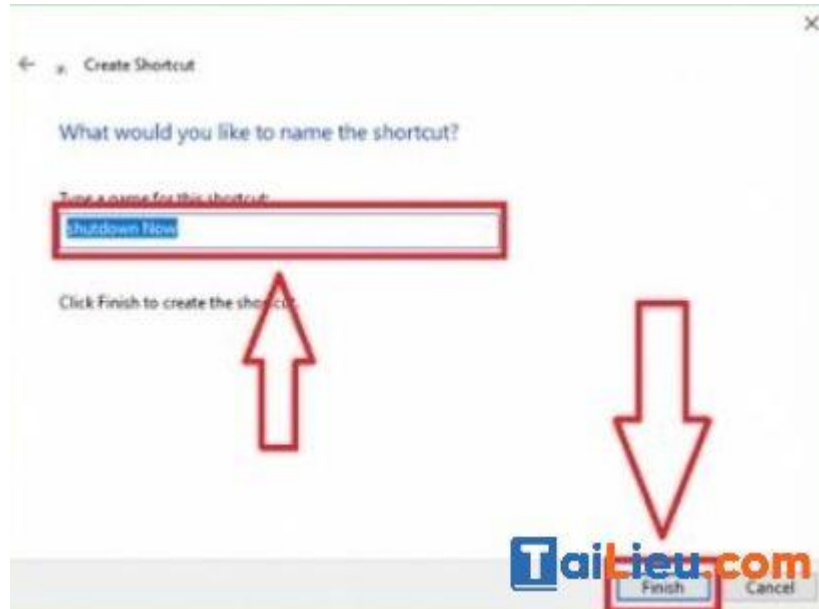 Create Shortcut
What would you like to name the shortcut?
Type a name for this shortcut:
shutdown Now
Click Finish to create the shortcut.
TaiLieu.com
Finish
Cancel